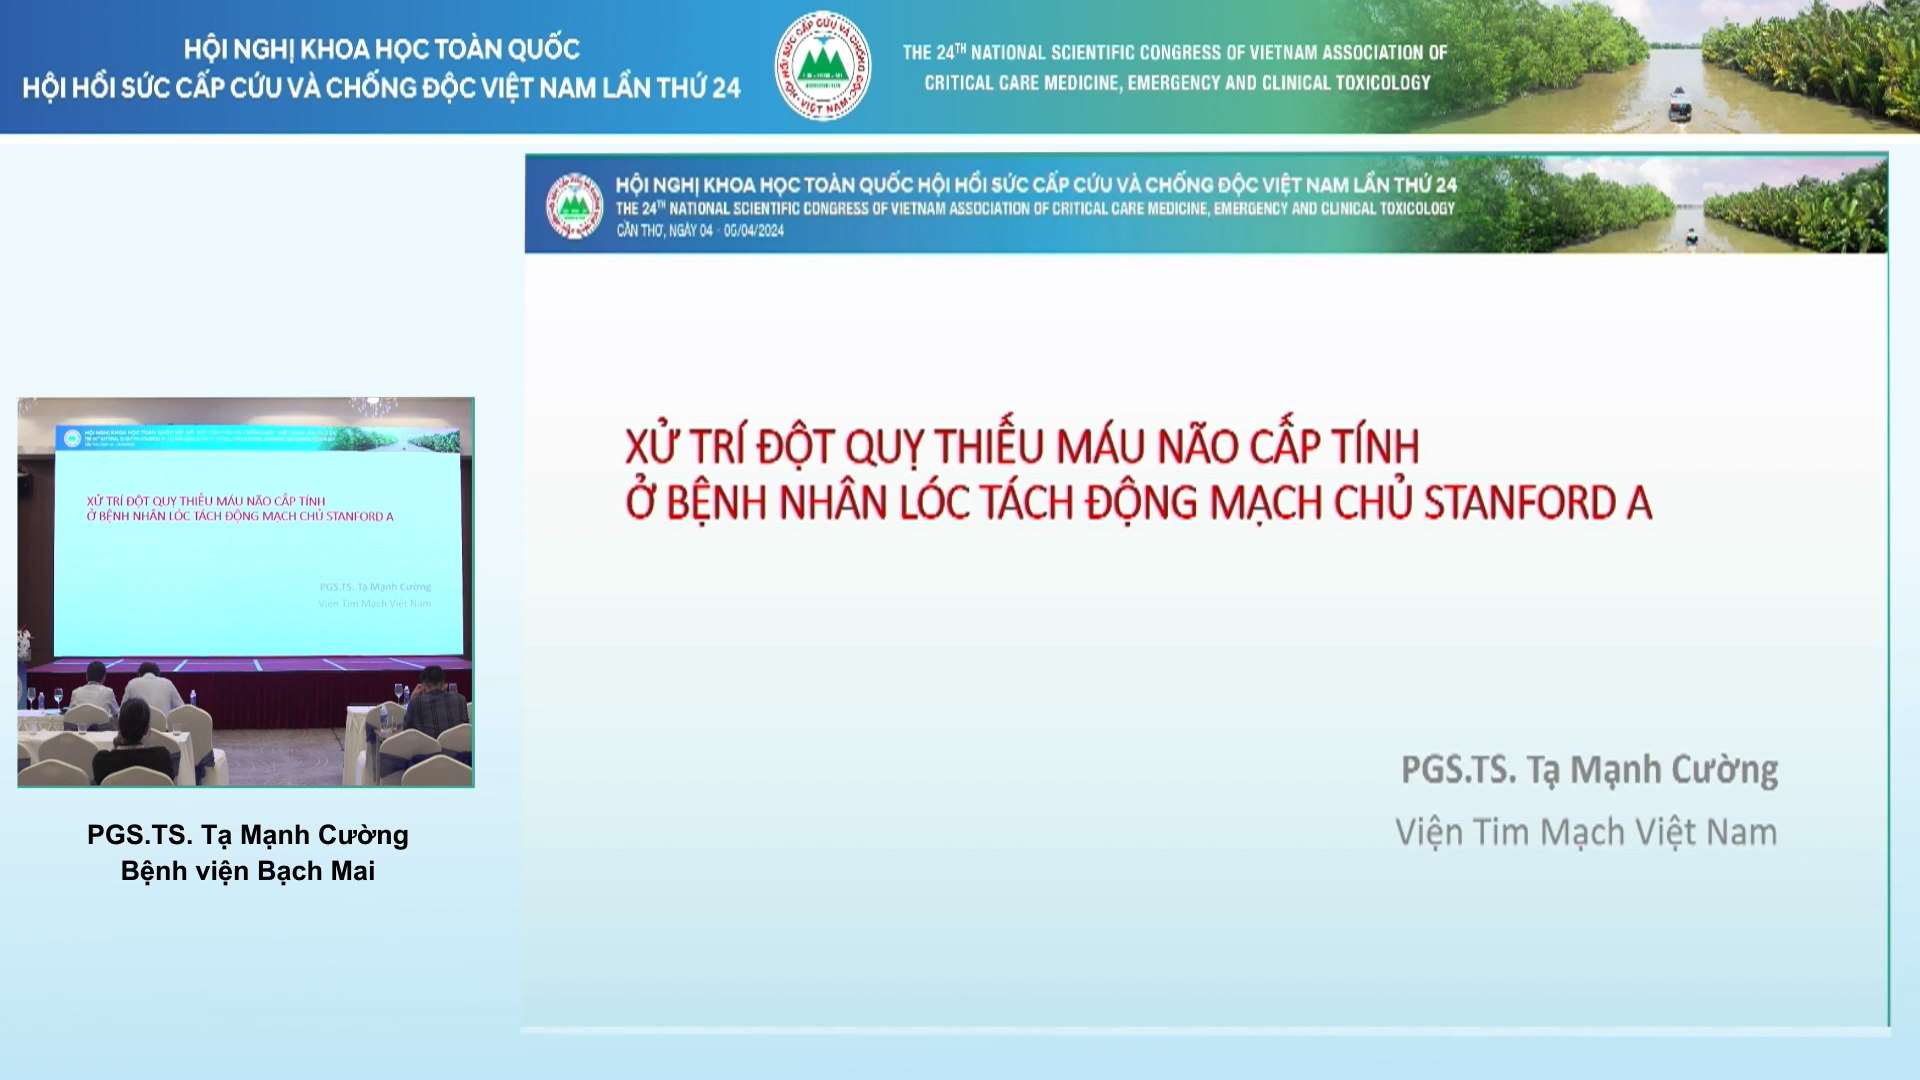 HỘI NGHỊ KHOA HỌC TOÀN QUỐC
HỘI HỒI SỨC CẤP CỨU VÀ CHỐNG ĐỘC VIỆT NAM LẦN THỨ 24
THE 24TH NATIONAL SCIENTIFIC CONGRESS OF VIETNAM ASSOCIATION OF
CRITICAL CARE MEDICINE, EMERGENCY AND CLINICAL TOXICOLOGY
HỘI NGHỊ KHOA HỌC TOÀN QUỐC HỘI HỒI SỨC CẤP CỨU VÀ CHỐNG ĐỘC VIỆT NAM LẦN THỨ 24
THE 24TH NATIONAL SCIENTIFIC CONGRESS OF VIETNAM ASSOCIATION OF CRITICAL CARE MEDICINE, EMERGENCY AND CLINICAL TOXICOLOGY
CẦN THƠ, NGÀY 04 - 05/04/2024
XỬ TRÍ ĐỘT QUỴ THIẾU MÁU NÃO CẤP TÍNH
Ở BỆNH NHÂN LÓC TÁCH ĐỘNG MẠCH CHỦ STANFORD A
PGS.TS. Tạ Mạnh Cường
Viện Tim Mạch Việt Nam
XỬ TRÍ ĐỘT QUỴ THIẾU MÁU NÃO CẤP TÍNH
Ở BỆNH NHÂN LÓC TÁCH ĐỘNG MẠCH CHỦ STANFORD A
PGS.TS. Tạ Mạnh Cường
Viện Tim Mạch Việt Nam
PGS.TS. Tạ Mạnh Cường
Bệnh viện Bạch Mai